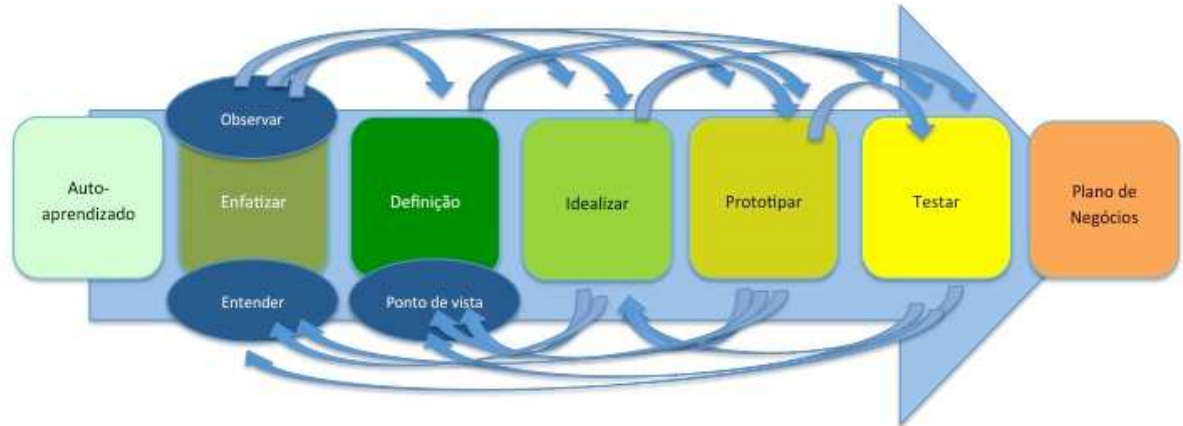 Observar
Auto-
aprendizado
Enfatizar
Definição
Idealizar
Prototipar
Testar
Plano de
Negócios
Entender
Ponto de vista